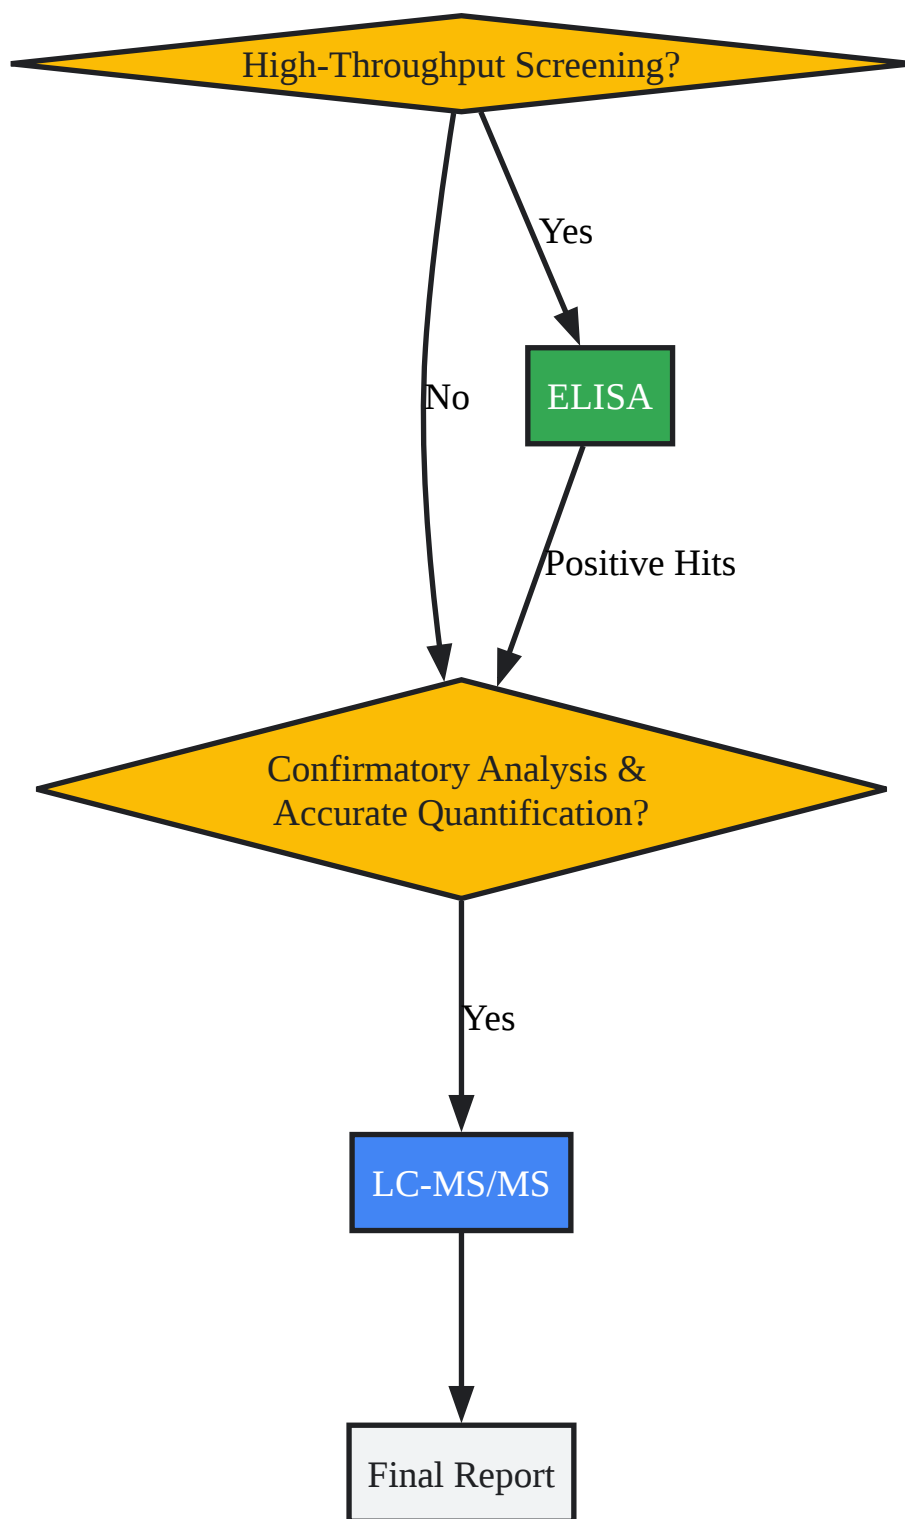 High-Throughput Screening?
Yes
No
ELISA
Positive Hits
Confirmatory Analysis &
Accurate Quantification?
Yes
LC-MS/MS
Final Report